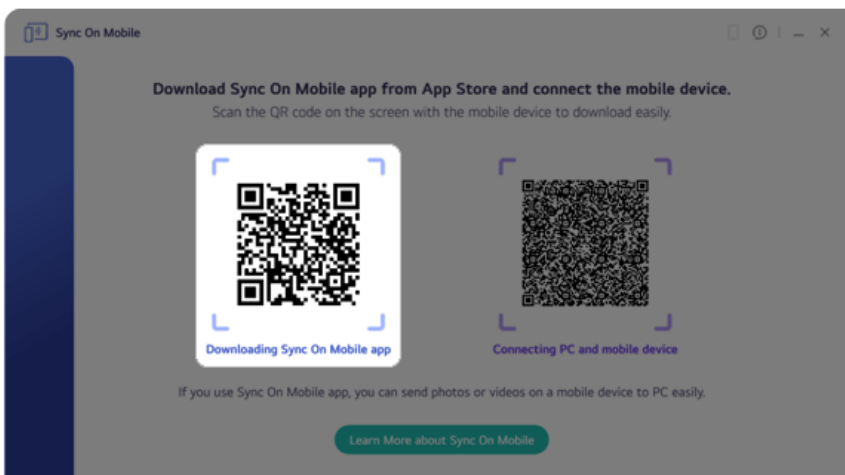 Sync On Mobile
Download Sync On Mobile app from App Store and connect the mobile device.
Scan the QR code on the screen with the mobile device to download easily.
Downloading Sync On Mobile app
Connecting PC and mobile device
If you use Sync On Mobile app, you can send photos or videos on a mobile device to PC easily.
Learn More about Sync On Mobile